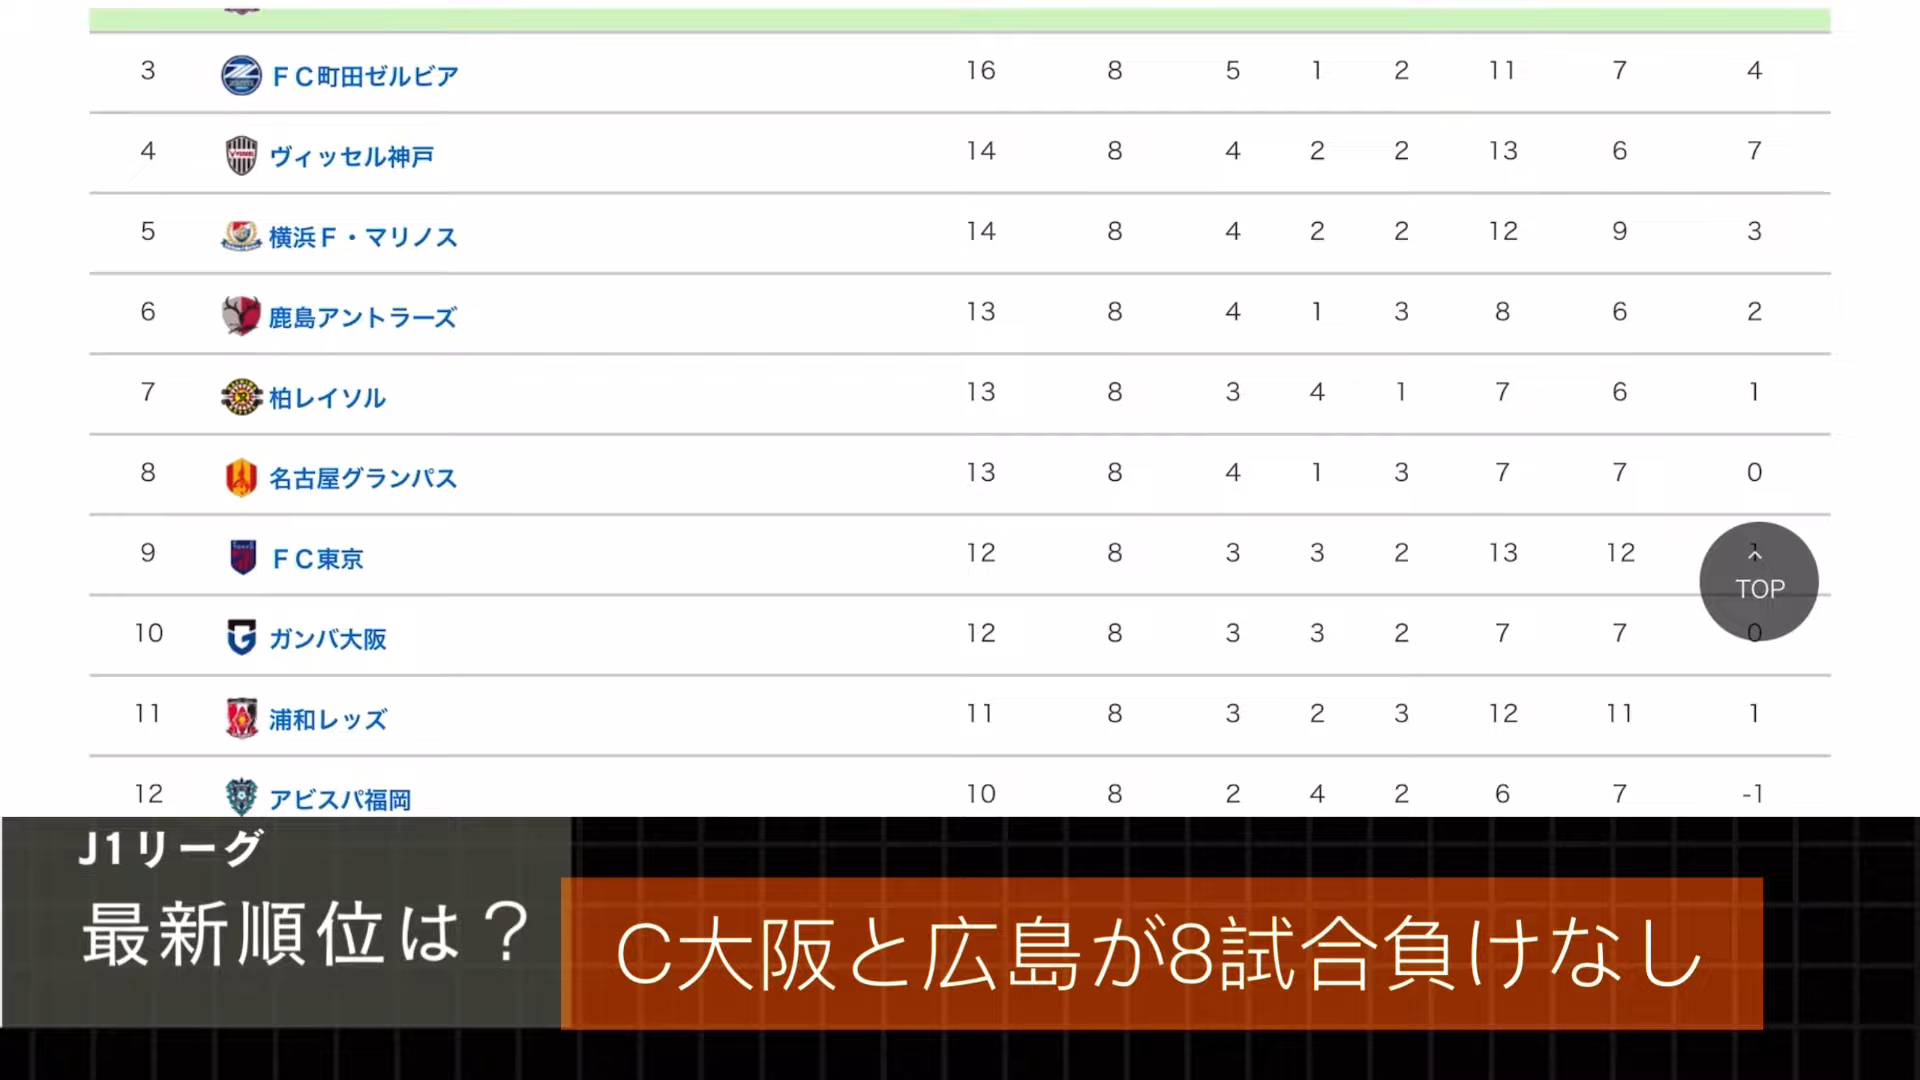 3 FC町田ゼルビア 16 8 5 1 2 11 7 4
4 ヴィッセル神戸 14 8 4 2 2 13 6 7
5 横浜F・マリノス 14 8 4 2 2 12 9 3
6 鹿島アントラーズ 13 8 4 1 3 8 6 2
7 柏レイソル 13 8 3 4 1 7 6 1
8 名古屋グランパス 13 8 4 1 3 7 7 0
9 FC東京 12 8 3 3 2 13 12 1
TOP
10 ガンバ大阪 12 8 3 3 2 7 7 0
11 浦和レッズ 11 8 3 2 3 12 11 1
12 アビスパ福岡 10 8 2 4 2 6 7 -1
J1リーグ
最新順位は？
C大阪と広島が8試合負けなし